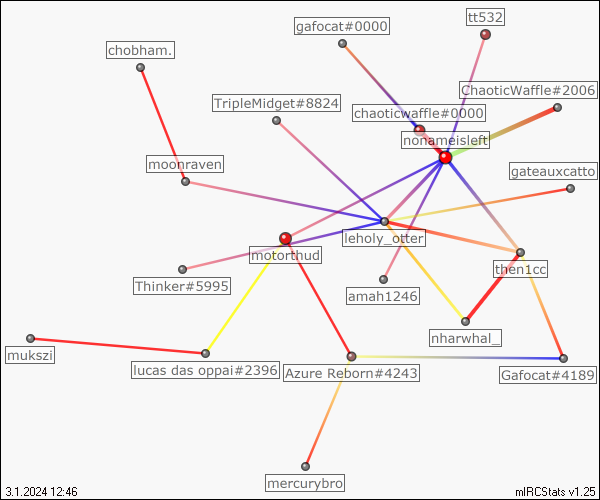 tt532
gafocat#0000
chobham.
ChaoticWaffle#2006
TripleMidget#8824
chaoticwaffle#0000
nonameisleft
moonraven
gateauxcatto
leholy_otter
motorthud
then1cc
Thinker#5995
amah1246
nharwhal_
mukszi
lucas das oppai#2396
Azure Reborn#4243
Gafocat#4189
mercurybro
3.1.2024 12:46
mIRCStats v1.25